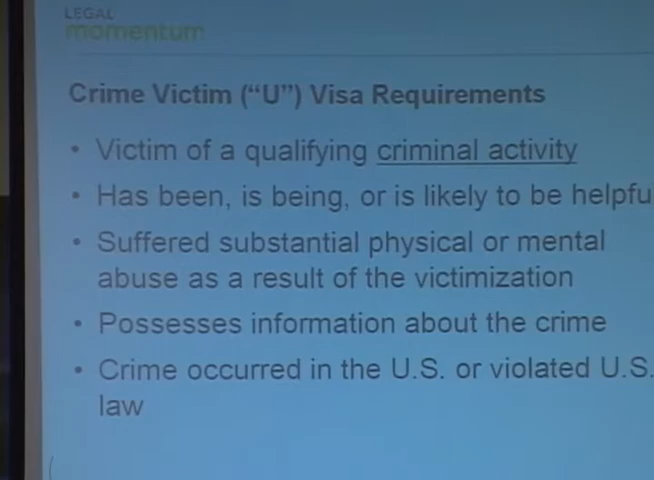 LEGAL
momentum
Crime Victim (“U”) Visa Requirements
• Victim of a qualifying criminal activity
• Has been, is being, or is likely to be helpfu
• Suffered substantial physical or mental
abuse as a result of the victimization
• Possesses information about the crime
• Crime occurred in the U.S. or violated U.S.
law